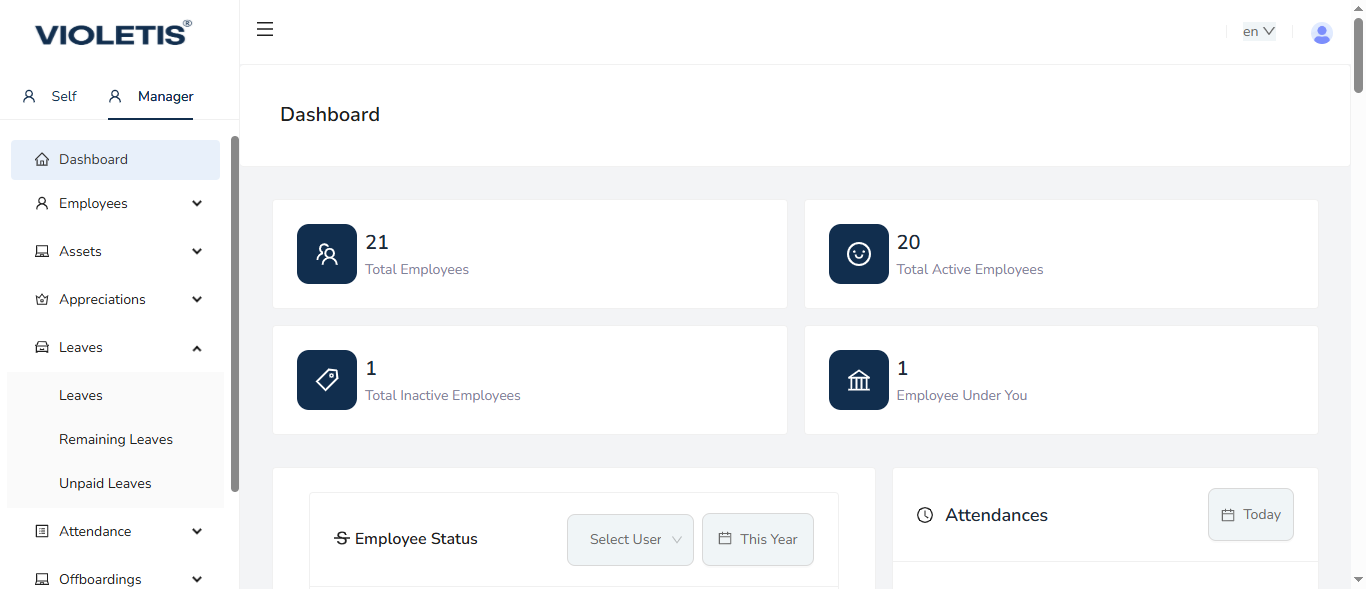 VIOLETIS®
en
Self
Manager
Dashboard
Dashboard
Employees
Assets
Appreciations
Leaves
Leaves
Remaining Leaves
Unpaid Leaves
Attendance
Offboardings
21
Total Employees
20
Total Active Employees
1
Total Inactive Employees
1
Employee Under You
Employee Status
Select User
This Year
Attendances
Today